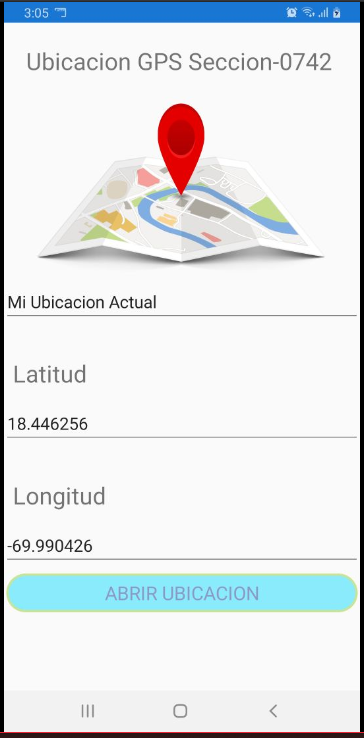 3:05
Ubicacion GPS Seccion-0742
Mi Ubicacion Actual
Latitud
18.446256
Longitud
-69.990426
ABRIR UBICACION